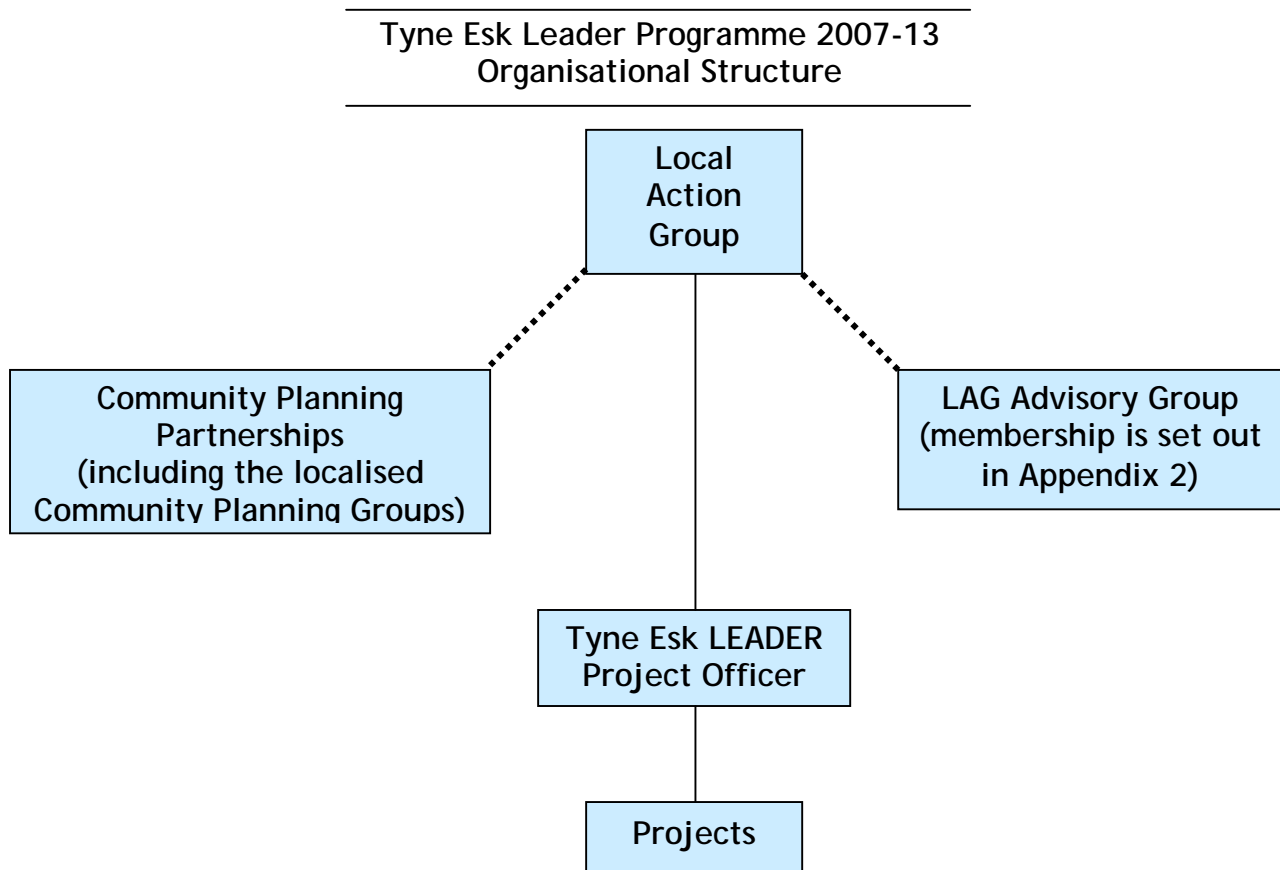 Tyne Esk Leader Programme 2007-13
Organisational Structure
Local
Action
Group
Community Planning
Partnerships
(including the localised
Community Planning Groups)
LAG Advisory Group
(membership is set out
in Appendix 2)
Tyne Esk LEADER
Project Officer
Projects